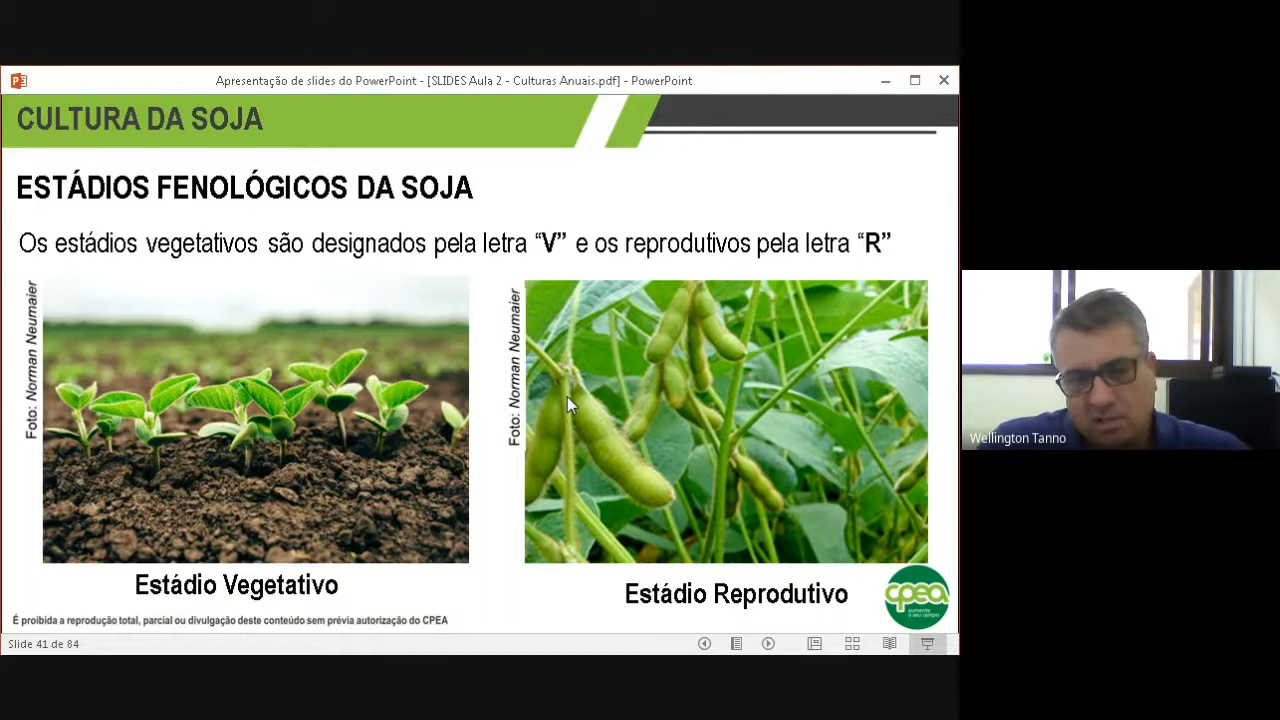 Apresentação de slides do PowerPoint - [SLIDES Aula 2 - Culturas Anuais.pdf] - PowerPoint
CULTURA DA SOJA
ESTÁDIOS FENOLÓGICOS DA SOJA
Os estádios vegetativos são designados pela letra “V” e os reprodutivos pela letra “R”
Foto: Norman Neumaier
Foto: Norman Neumaier
Estádio Vegetativo
Estádio Reprodutivo
cpea
aumente
o seu campo
É proibida a reprodução total, parcial ou divulgação deste conteúdo sem prévia autorização do CPEA
Slide 41 de 84
Wellington Tanno